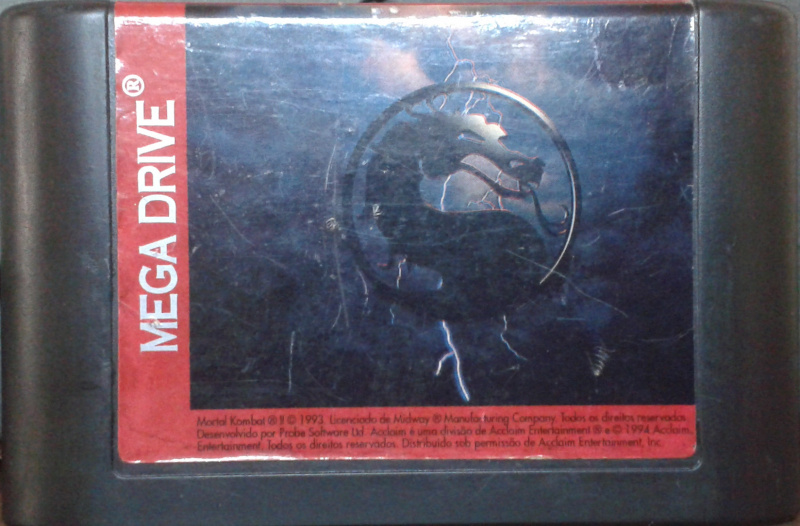 MEGA DRIVE®
Mortal Kombat ® II © 1993. Licenciado de Midway ® Manufacturing Company. Todos os direitos reservados.
Desenvolvido por Probe Software Ltd. Acclaim é uma divisão de Acclaim Entertainment ® e © 1994 Acclaim
Entertainment. Todos os direitos reservados. Distribuido sob permissão de Acclaim Entertainment, Inc.